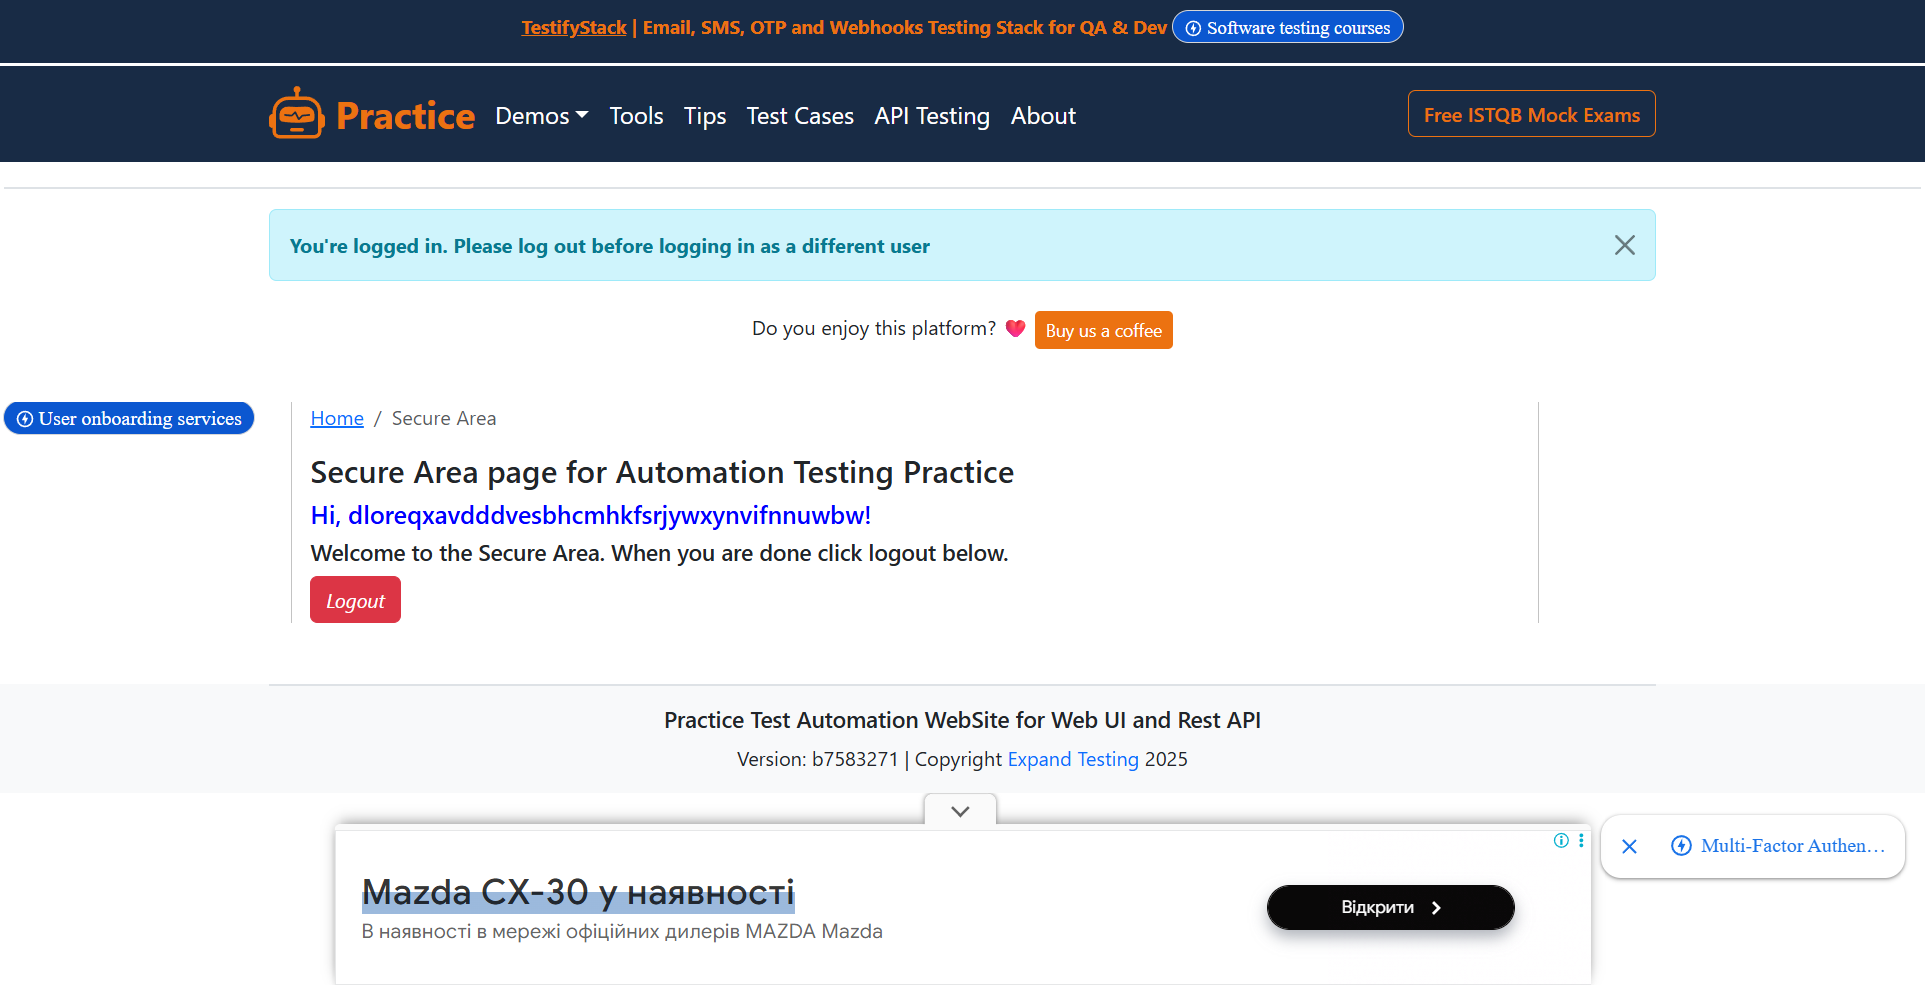 TestifyStack | Email, SMS, OTP and Webhooks Testing Stack for QA & Dev Software testing courses
Practice Demos Tools Tips Test Cases API Testing About Free ISTQB Mock Exams
You're logged in. Please log out before logging in as a different user
Do you enjoy this platform? Buy us a coffee
User onboarding services
Home / Secure Area
Secure Area page for Automation Testing Practice
Hi, dloreqxavdddvesbhcmhkfsrjywxynvifnnuwbw!
Welcome to the Secure Area. When you are done click logout below.
Logout
Practice Test Automation WebSite for Web UI and Rest API
Version: b7583271 | Copyright Expand Testing 2025
Mazda CX-30 у наявності
В наявності в мережі офіційних дилерів MAZDA Mazda
Відкрити
Multi-Factor Authen...